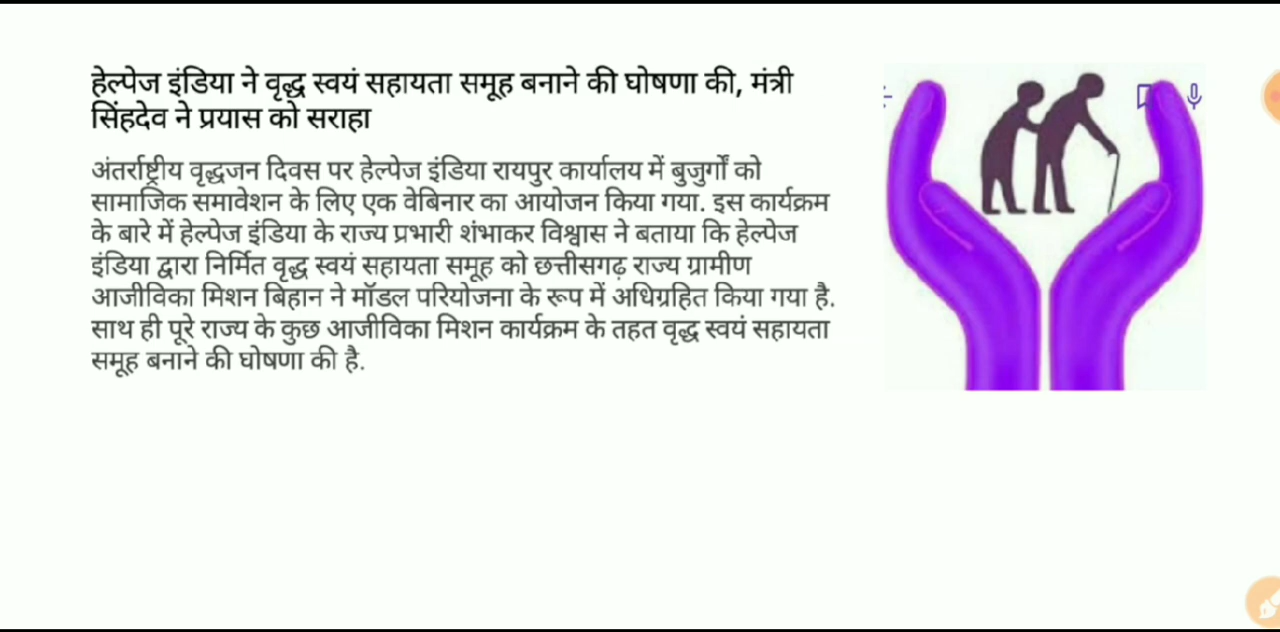 हेल्पेज इंडिया ने वृद्ध स्वयं सहायता समूह बनाने की घोषणा की, मंत्री
सिंहदेव ने प्रयास को सराहा
अंतर्राष्ट्रीय वृद्धजन दिवस पर हेल्पेज इंडिया रायपुर कार्यालय में बुजुर्गों को
सामाजिक समावेशन के लिए एक वेबिनार का आयोजन किया गया. इस कार्यक्रम
के बारे में हेल्पेज इंडिया के राज्य प्रभारी शंभाकर विश्वास ने बताया कि हेल्पेज
इंडिया द्वारा निर्मित वृद्ध स्वयं सहायता समूह को छत्तीसगढ़ राज्य ग्रामीण
आजीविका मिशन बिहान ने मॉडल परियोजना के रूप में अधिग्रहित किया गया है.
साथ ही पूरे राज्य के कुछ आजीविका मिशन कार्यक्रम के तहत वृद्ध स्वयं सहायता
समूह बनाने की घोषणा की है.